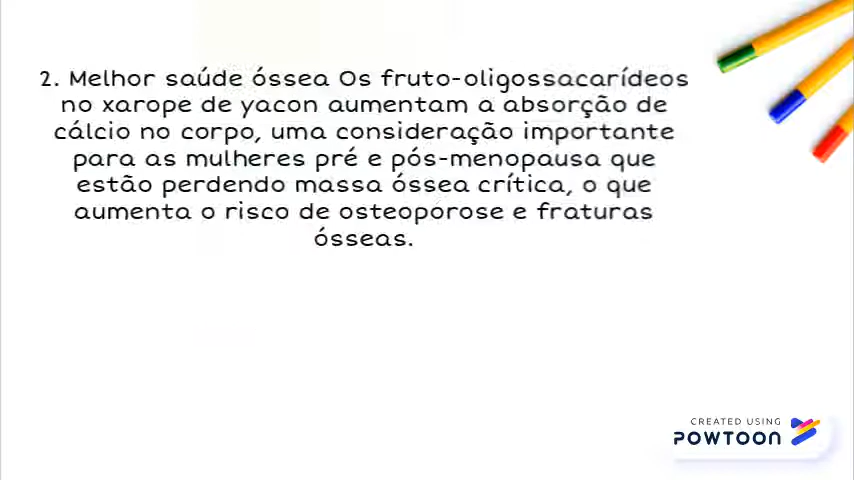 2. Melhor saúde óssea Os fruto-oligossacarídeos
no xarope de yacon aumentam a absorção de
cálcio no corpo, uma consideração importante
para as mulheres pré e pós-menopausa que
estão perdendo massa óssea crítica, o que
aumenta o risco de osteoporose e fraturas
ósseas.
CREATED USING
POWTOON